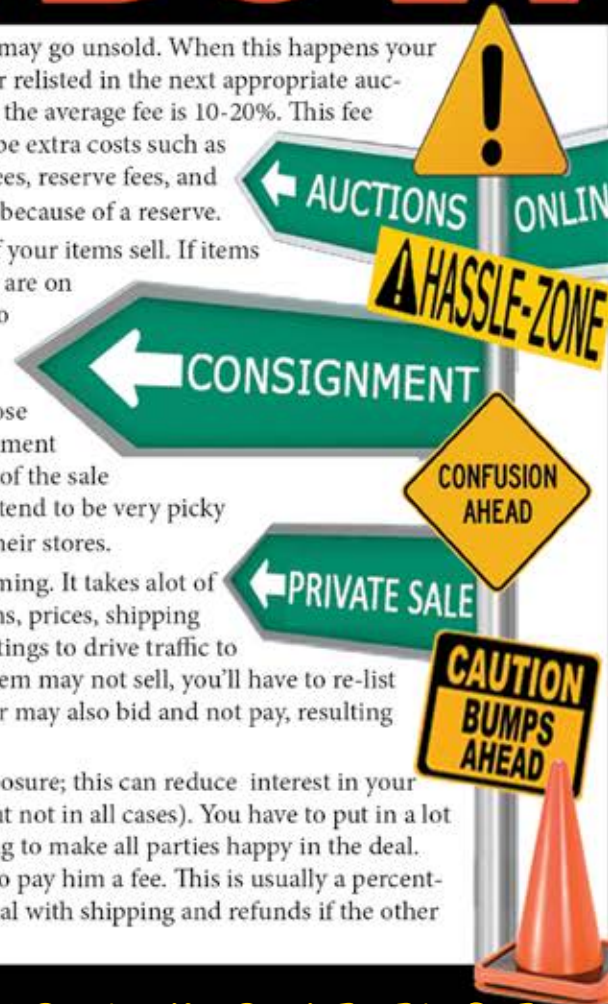 may go unsold. When this happens your
r relisted in the next appropriate auc-
the average fee is 10-20%. This fee
be extra costs such as
ees, reserve fees, and
because of a reserve.
f your items sell. If items
are on
o
ose
ment
of the sale
tend to be very picky
heir stores.
ming. It takes alot of
ns, prices, shipping
tings to drive traffic to
em may not sell, you'll have to re-list
r may also bid and not pay, resulting
osure; this can reduce interest in your
t not in all cases). You have to put in a lot
g to make all parties happy in the deal.
o pay him a fee. This is usually a percent-
al with shipping and refunds if the other
!
AUCTIONS
ONLIN
! HASSLE-ZONE
CONSIGNMENT
CONFUSION
AHEAD
PRIVATE SALE
CAUTION
BUMPS
AHEAD